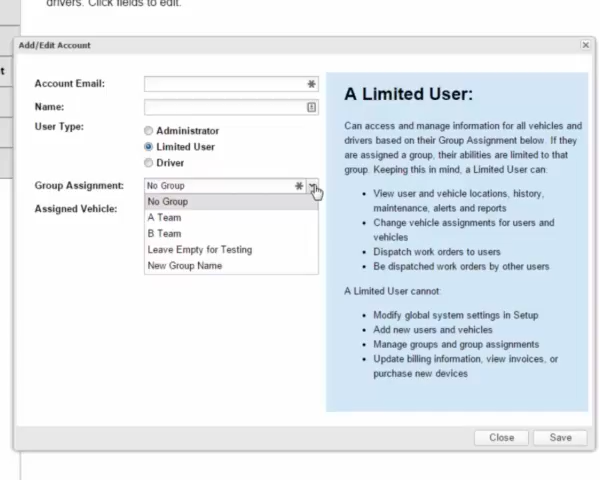 drivers. Click fields to edit.
t
Add/Edit Account
Account Email:
Name:
User Type:
Administrator
Limited User
Driver
Group Assignment:
No Group
Assigned Vehicle:
No Group
A Team
B Team
Leave Empty for Testing
New Group Name
A Limited User:
Can access and manage information for all vehicles and
drivers based on their Group Assignment below. If they
are assigned a group, their abilities are limited to that
group. Keeping this in mind, a Limited User can:
• View user and vehicle locations, history,
maintenance, alerts and reports
• Change vehicle assignments for users and
vehicles
• Dispatch work orders to users
• Be dispatched work orders by other users
A Limited User cannot:
• Modify global system settings in Setup
• Add new users and vehicles
• Manage groups and group assignments
• Update billing information, view invoices, or
purchase new devices
Close
Save